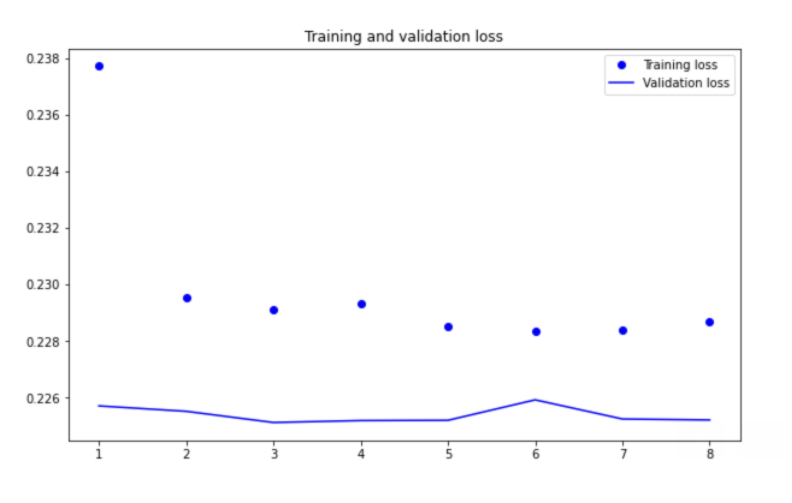 Training and validation loss
0.238
0.236
0.234
0.232
0.230
0.228
0.226
Training loss
Validation loss
1 2 3 4 5 6 7 8